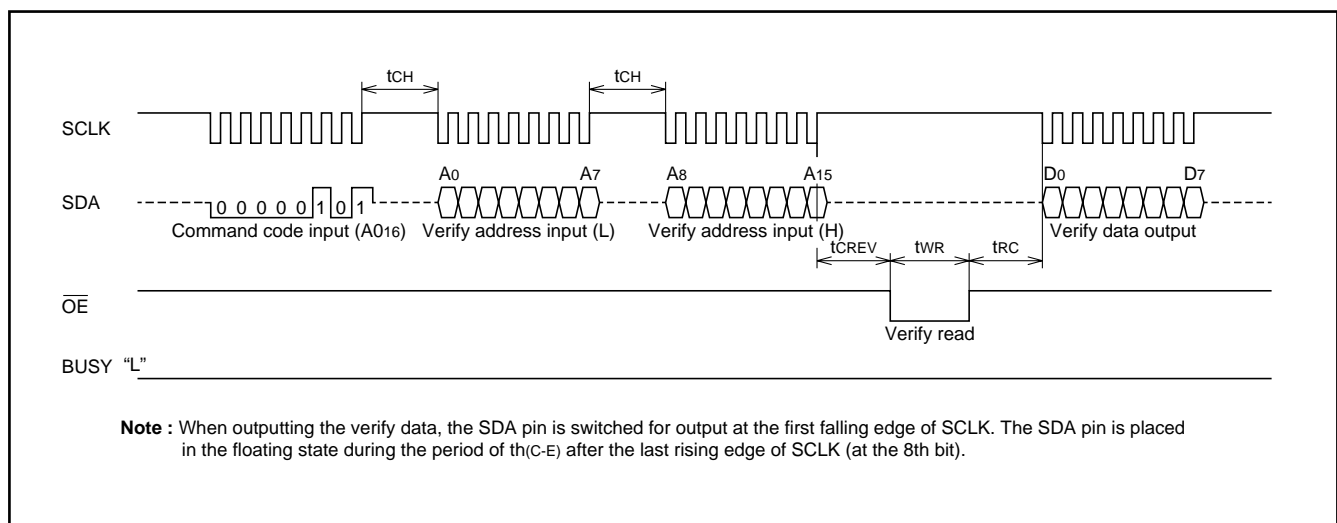 tCH tCH
SCLK
A0 A7 A8 A15 D0 D7
SDA 0 0 0 0 0 1 0 1
Command code input (A016) Verify address input (L) Verify address input (H) Verify data output
tCREV tWR tRC
OE
Verify read
BUSY “L”
Note : When outputting the verify data, the SDA pin is switched for output at the first falling edge of SCLK. The SDA pin is placed
in the floating state during the period of th(C-E) after the last rising edge of SCLK (at the 8th bit).